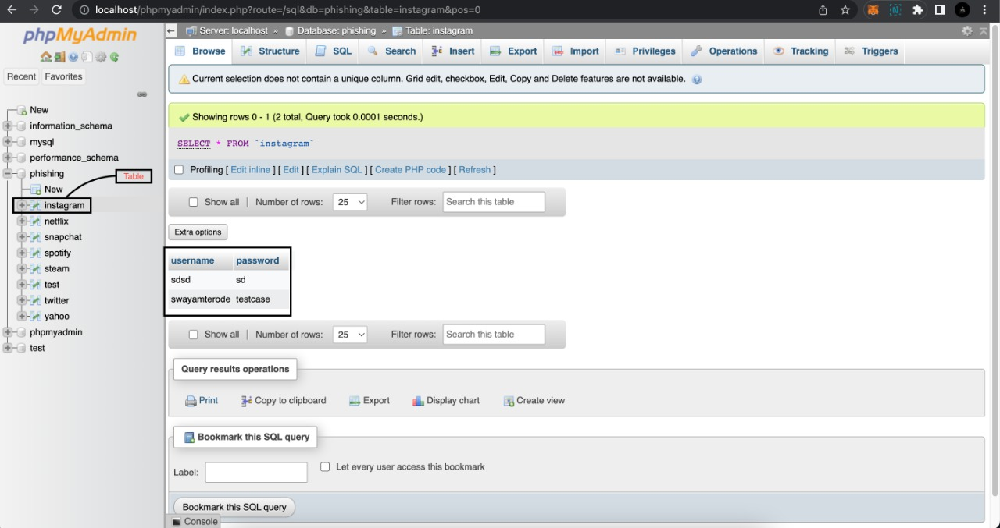 localhost/phpmyadmin/index.php?route=/sql&db=phishing&table=instagram&pos=0
phpMyAdmin
Recent Favorites
New
information_schema
mysql
performance_schema
phishing
Table
New
instagram
netflix
snapchat
spotify
steam
test
twitter
yahoo
phpmyadmin
test
Server: localhost » Database: phishing » Table: instagram
Browse Structure SQL Search Insert Export Import Privileges Operations Tracking Triggers
Current selection does not contain a unique column. Grid edit, checkbox, Edit, Copy and Delete features are not available.
Showing rows 0 - 1 (2 total, Query took 0.0001 seconds.)
SELECT * FROM `instagram`
Profiling [ Edit inline ] [ Edit ] [ Explain SQL ] [ Create PHP code ] [ Refresh ]
Show all | Number of rows: 25 Filter rows: Search this table
Extra options
username password
sdsd sd
swayamterode testcase
Show all | Number of rows: 25 Filter rows: Search this table
Query results operations
Print Copy to clipboard Export Display chart Create view
Bookmark this SQL query
Label: Let every user access this bookmark
Bookmark this SQL query
Console